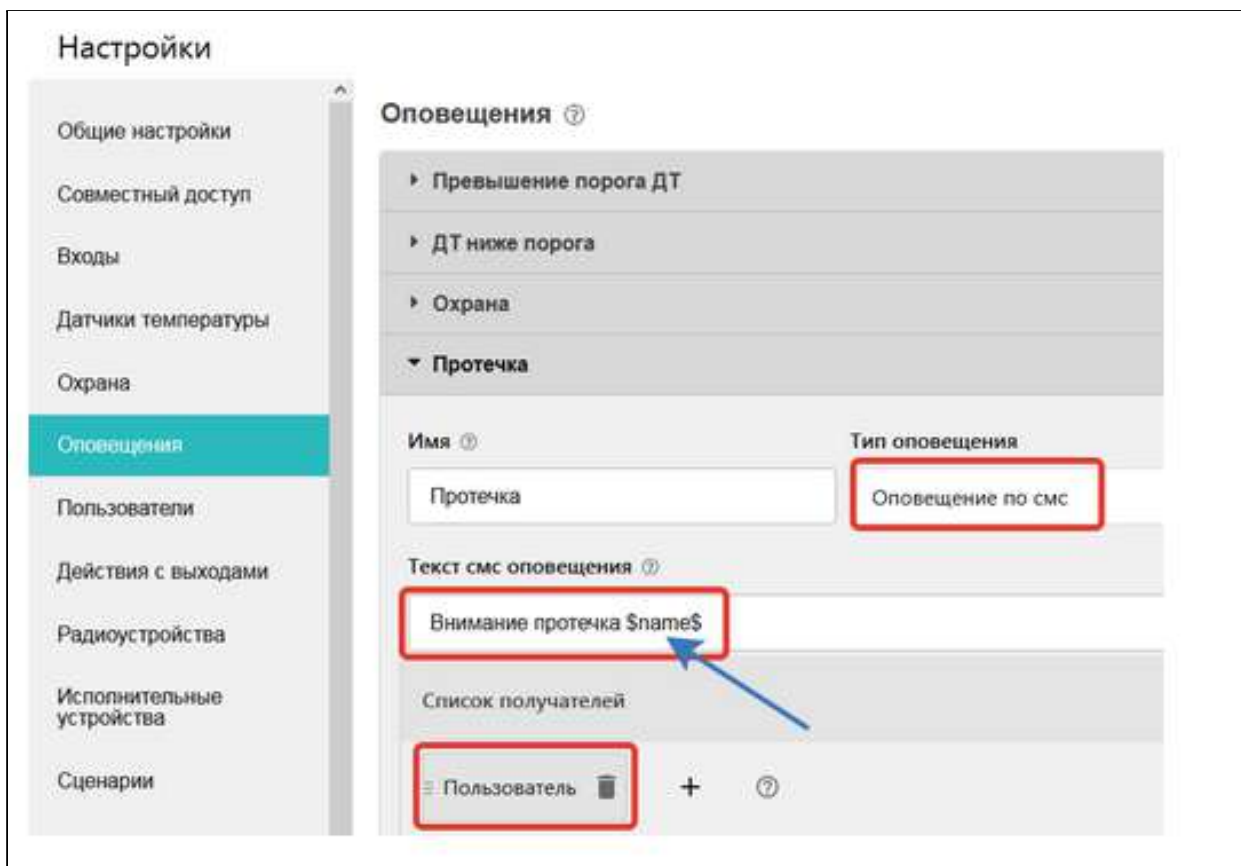 Настройки
Общие настройки
Совместный доступ
Входы
Датчики температуры
Охрана
Оповещения
Пользователи
Действия с выходами
Радиоустройства
Исполнительные
устройства
Сценарии
Оповещения ?
Превышение порога ДТ
ДТ ниже порога
Охрана
Протечка
Имя ?
Тип оповещения
Протечка
Оповещение по смс
Текст смс оповещения ?
Внимание протечка $name$
Список получателей
Пользователь + ?